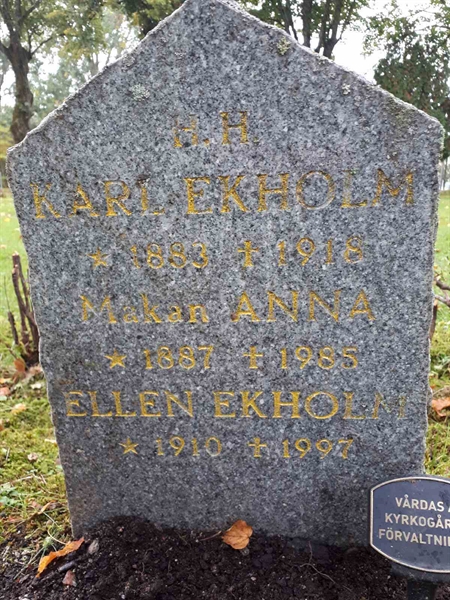 H. H.
KARL EKHOLM
★ 1883 ✝ 1918
Makan ANNA
★ 1887 ✝ 1985
ELLEN EKHOLM
★ 1910 ✝ 1997
VÅRDAS A
KYRKOGÅR
FÖRVALTNI